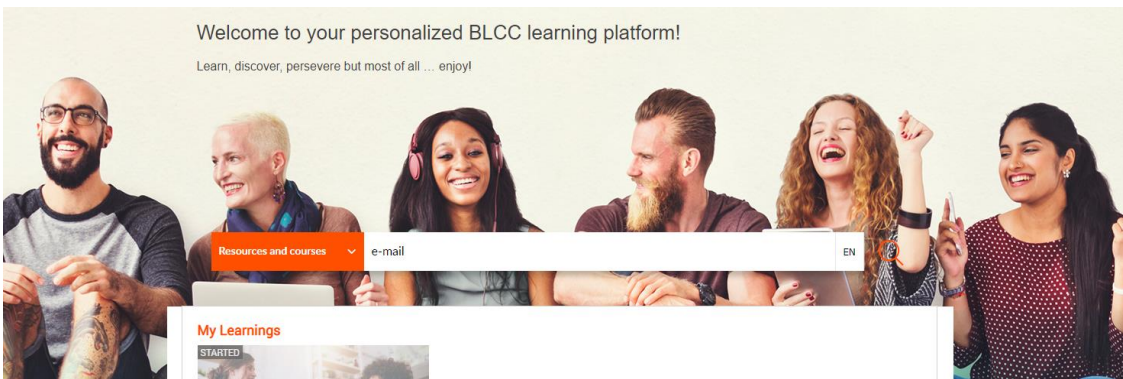 Welcome to your personalized BLCC learning platform!
Learn, discover, persevere but most of all ... enjoy!
Resources and courses e-mail EN
My Learnings
STARTED